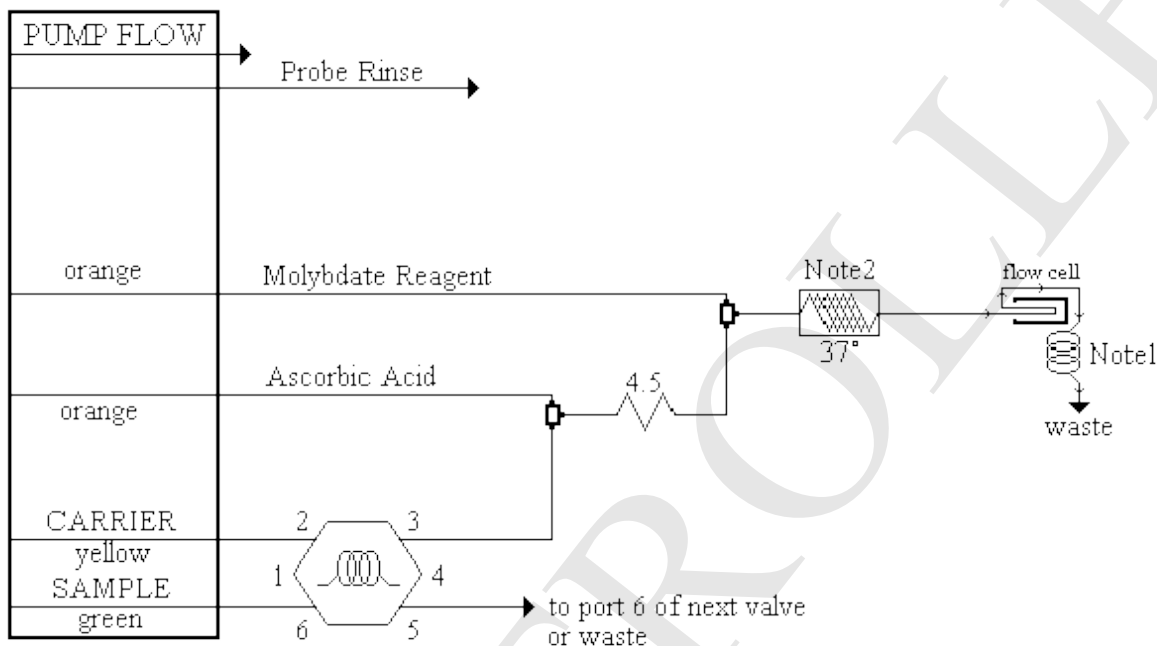 PUMP FLOW
Probe Rinse
orange
Molybdate Reagent
Note2
flow cell
37°
Note1
Ascorbic Acid
4.5
orange
waste
CARRIER
2
3
yellow
1
4
SAMPLE
to port 6 of next valve
green
6
5
or waste